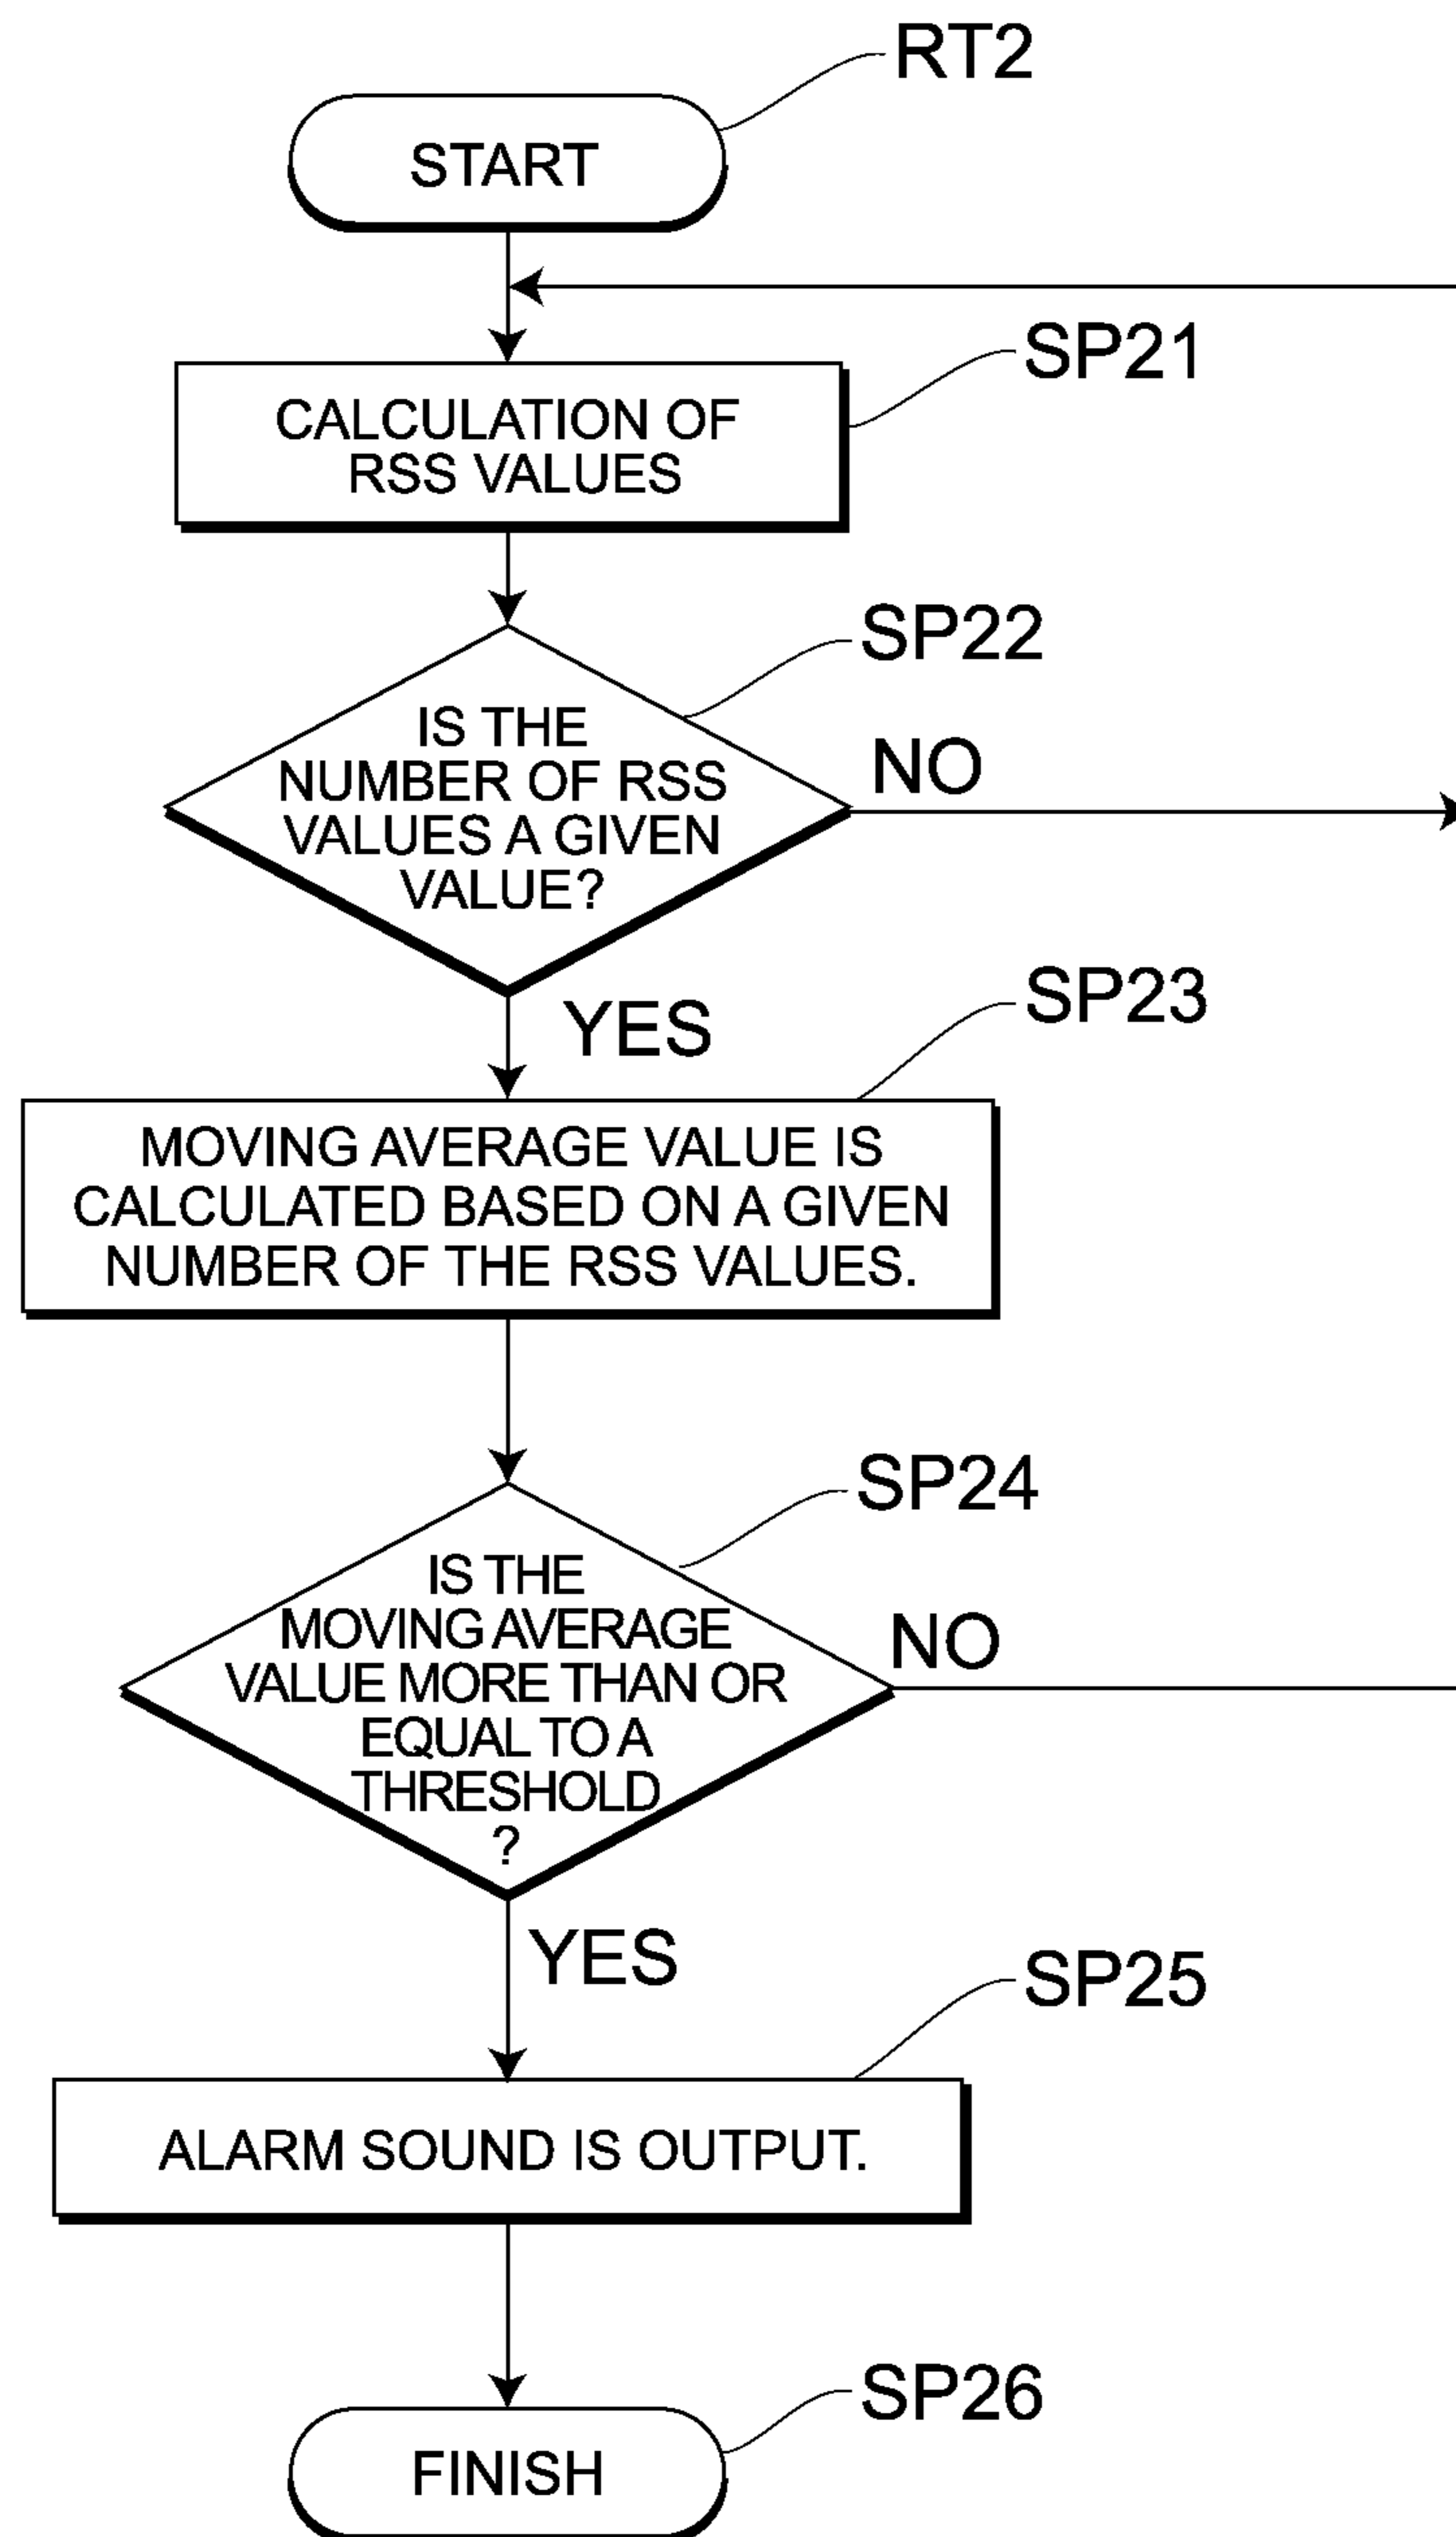 RT2
START
SP21
CALCULATION OF
RSS VALUES
SP22
IS THE
NUMBER OF RSS
VALUES A GIVEN
VALUE?
NO
YES
SP23
MOVING AVERAGE VALUE IS
CALCULATED BASED ON A GIVEN
NUMBER OF THE RSS VALUES.
SP24
IS THE
MOVING AVERAGE
VALUE MORE THAN OR
EQUAL TO A
THRESHOLD
?
NO
YES
SP25
ALARM SOUND IS OUTPUT.
SP26
FINISH